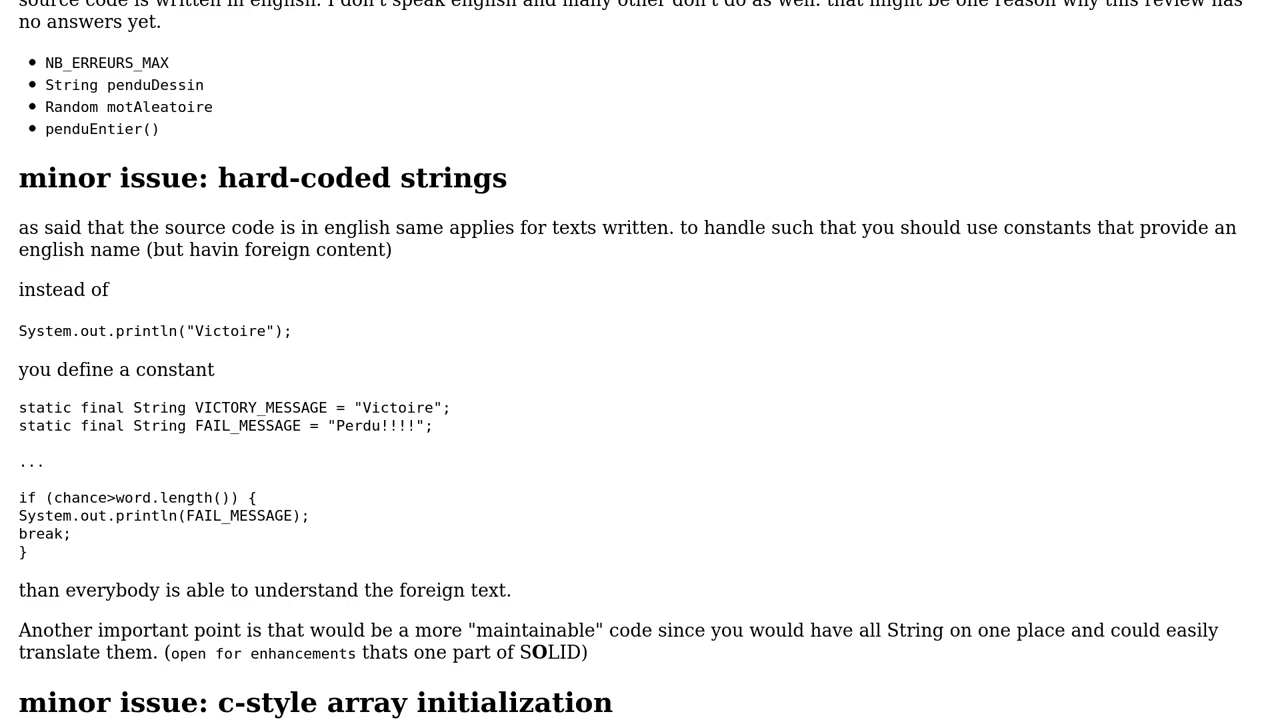 source code is written in english. I don't speak english and many other don't do as well. that might be one reason why this review has
no answers yet.
NB_ERREURS_MAX
String penduDessin
Random motAleatoire
penduEntier()
minor issue: hard-coded strings
as said that the source code is in english same applies for texts written. to handle such that you should use constants that provide an
english name (but havin foreign content)
instead of
System.out.println("Victoire");
you define a constant
static final String VICTORY_MESSAGE = "Victoire";
static final String FAIL_MESSAGE = "Perdu!!!!";
...
if (chance>word.length()) {
System.out.println(FAIL_MESSAGE);
break;
}
than everybody is able to understand the foreign text.
Another important point is that would be a more "maintainable" code since you would have all String on one place and could easily
translate them. (open for enhancements thats one part of SOLID)
minor issue: c-style array initialization